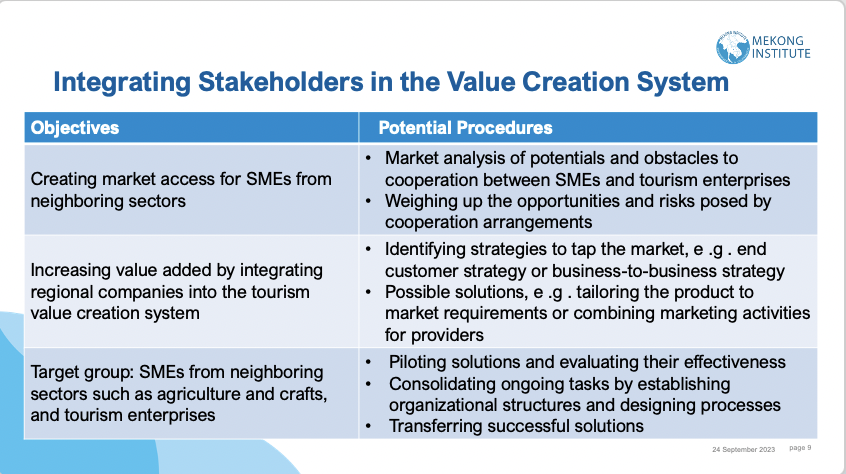 MEKONG
INSTITUTE
Integrating Stakeholders in the Value Creation System
Objectives
Potential Procedures
Creating market access for SMEs from
neighboring sectors
• Market analysis of potentials and obstacles to
cooperation between SMEs and tourism enterprises
• Weighing up the opportunities and risks posed by
cooperation arrangements
Increasing value added by integrating
regional companies into the tourism
value creation system
• Identifying strategies to tap the market, e .g . end
customer strategy or business-to-business strategy
• Possible solutions, e .g . tailoring the product to
market requirements or combining marketing activities
for providers
Target group: SMEs from neighboring
sectors such as agriculture and crafts,
and tourism enterprises
• Piloting solutions and evaluating their effectiveness
• Consolidating ongoing tasks by establishing
organizational structures and designing processes
• Transferring successful solutions
24 September 2023
page 9